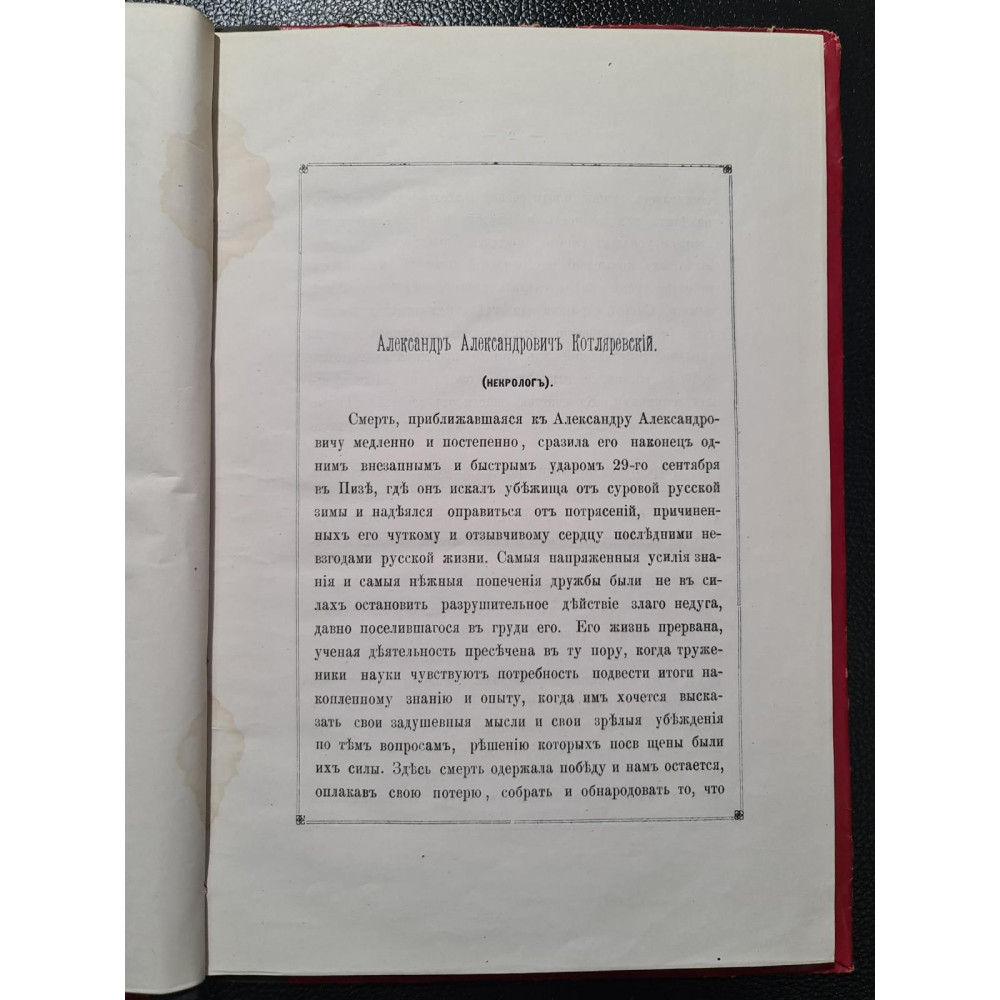 Александръ Александровичъ Котляревскій.
(НЕКРОЛОГЪ).
Смерть, приближавшаяся къ Александру Александро-
вичу медленно и постепенно, сразила его наконецъ од-
нимъ внезапнымъ и быстрымъ ударомъ 29-го сентября
въ Пизѣ, гдѣ онъ искалъ убѣжища отъ суровой русской
зимы и надѣялся оправиться отъ потрясеній, причинен-
ныхъ его чуткому и отзывчивому сердцу послѣдними не-
взгодами русской жизни. Самыя напряженныя усилія зна-
нія и самыя нѣжныя попеченія дружбы были не въ си-
лахъ остановить разрушительное дѣйствіе злаго недуга,
давно поселившагося въ груди его. Его жизнь прервана,
ученая дѣятельность пресѣчена въ ту пору, когда труже-
ники науки чувствуютъ потребность подвести итоги на-
копленному знанію и опыту, когда имъ хочется выска-
зать свои задушевныя мысли и свои зрѣлыя убѣжденія
по тѣмъ вопросамъ, рѣшенію которыхъ посв щены были
ихъ силы. Здѣсь смерть одержала побѣду и намъ остается,
оплакавъ свою потерю, собрать и обнародовать то, что